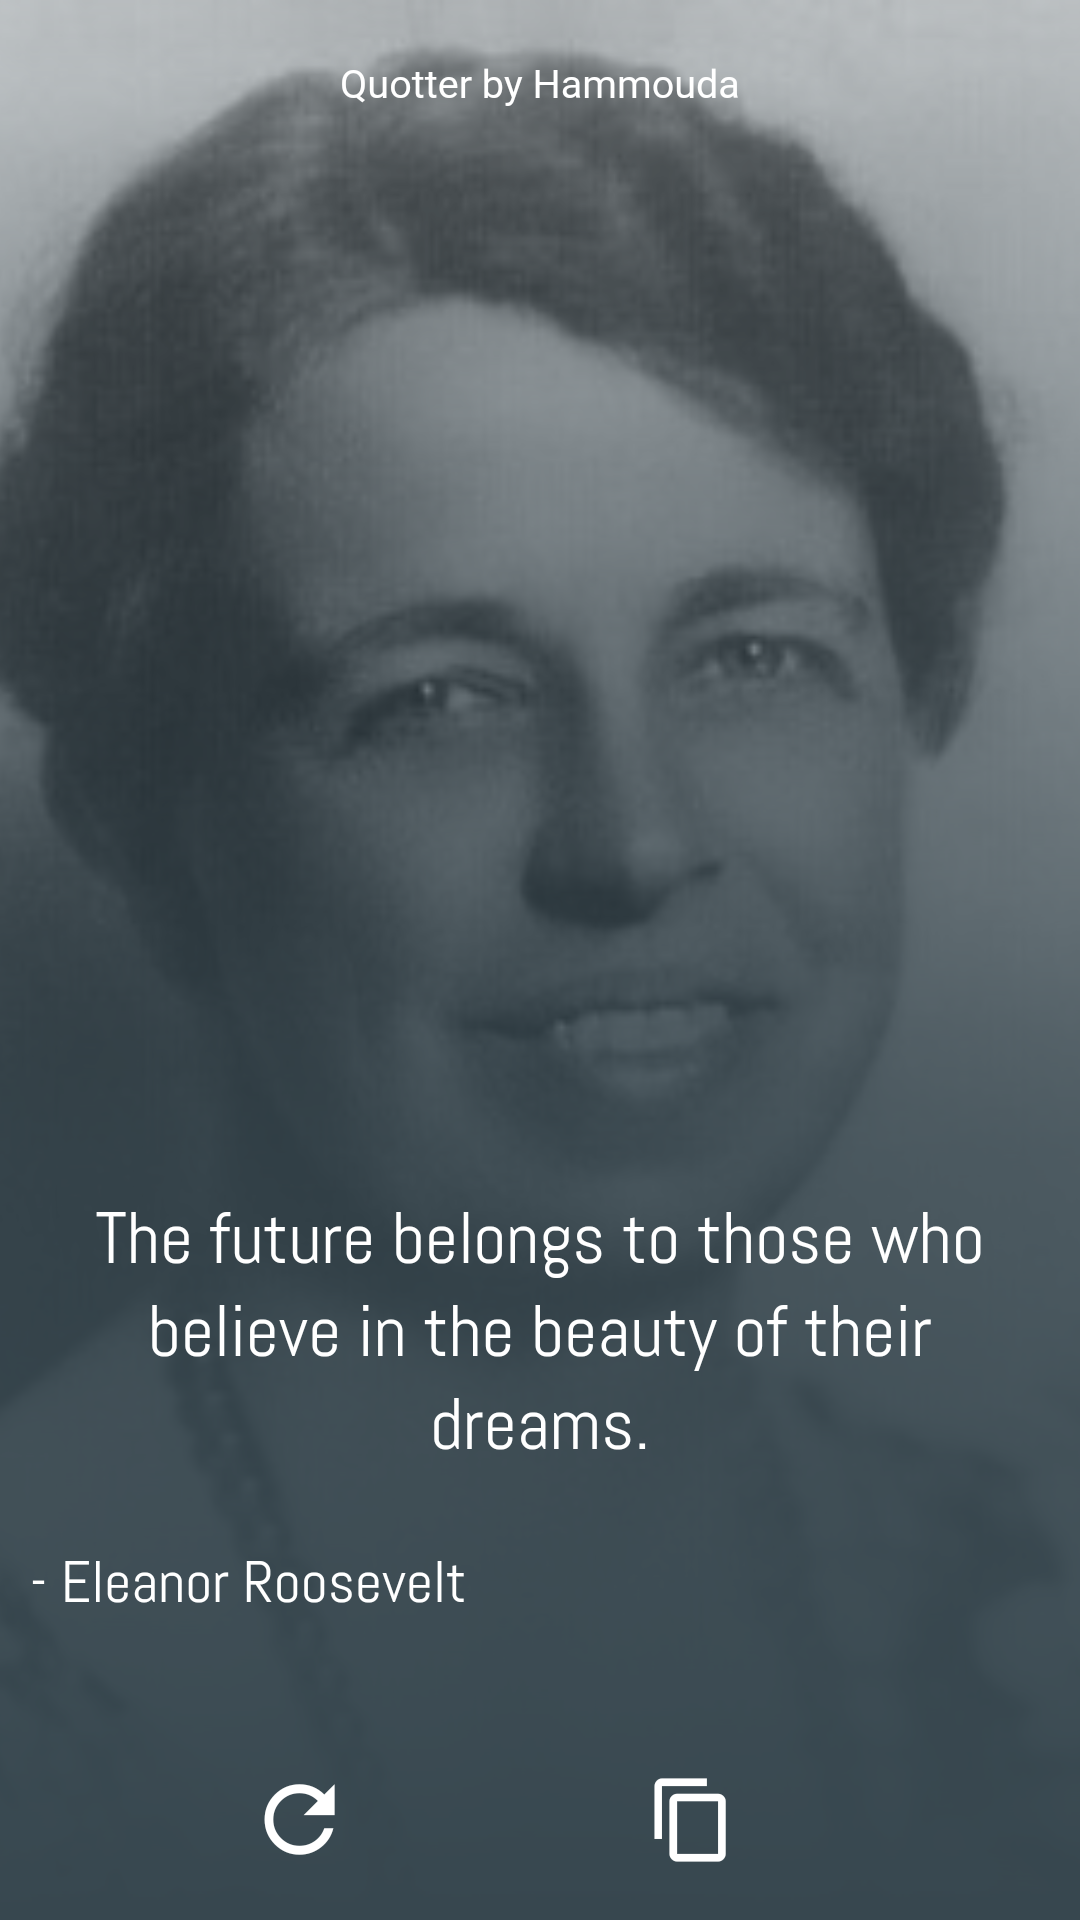 Quotter by Hammouda
The future belongs to those who
believe in the beauty of their
dreams.
- Eleanor Roosevelt